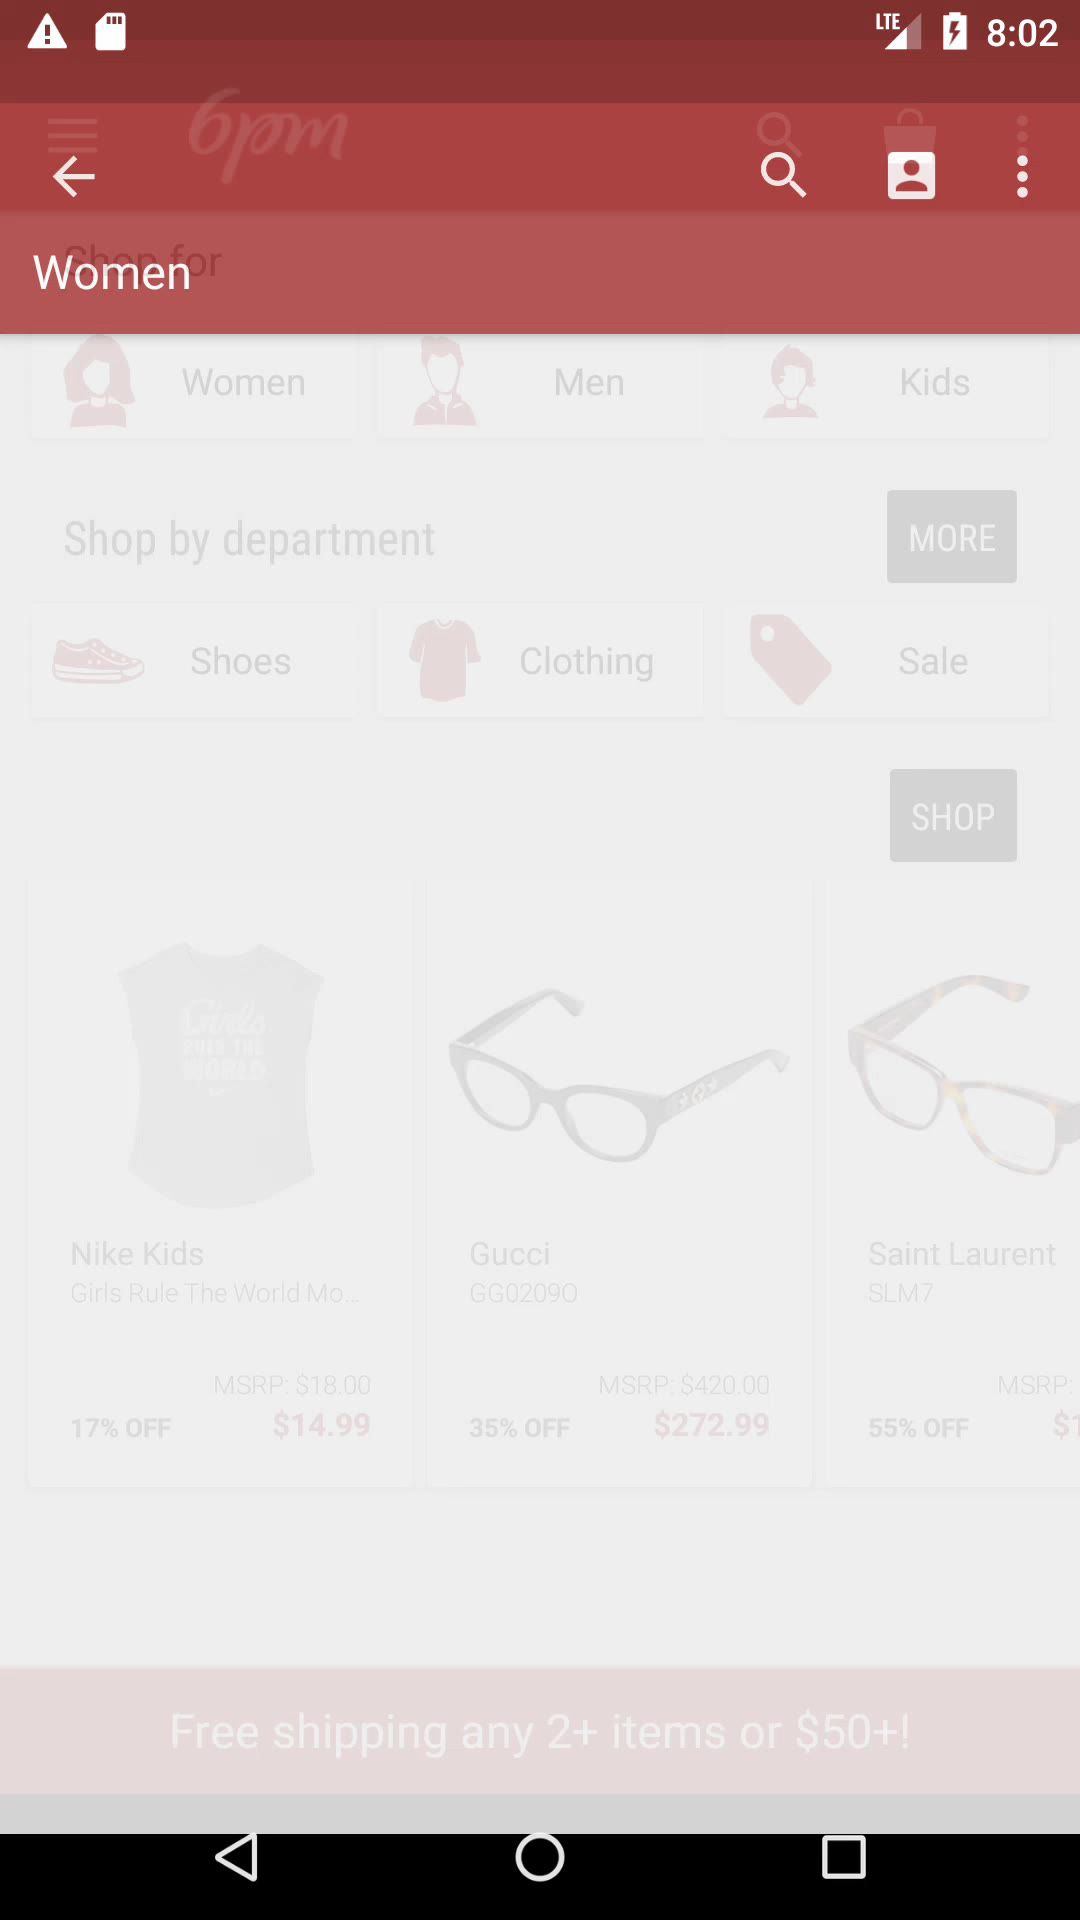 LTE 8:02
6pm
Shop for
Women
Women Men Kids
Shop by department MORE
Shoes Clothing Sale
SHOP
Girls
RULE THE
WORLD
Nike Kids Gucci Saint Laurent
Girls Rule The World Mo... GG0209O SLM7
MSRP: $18.00 MSRP: $420.00 MSRP:
17% OFF $14.99 35% OFF $272.99 55% OFF $1
Free shipping any 2+ items or $50+!